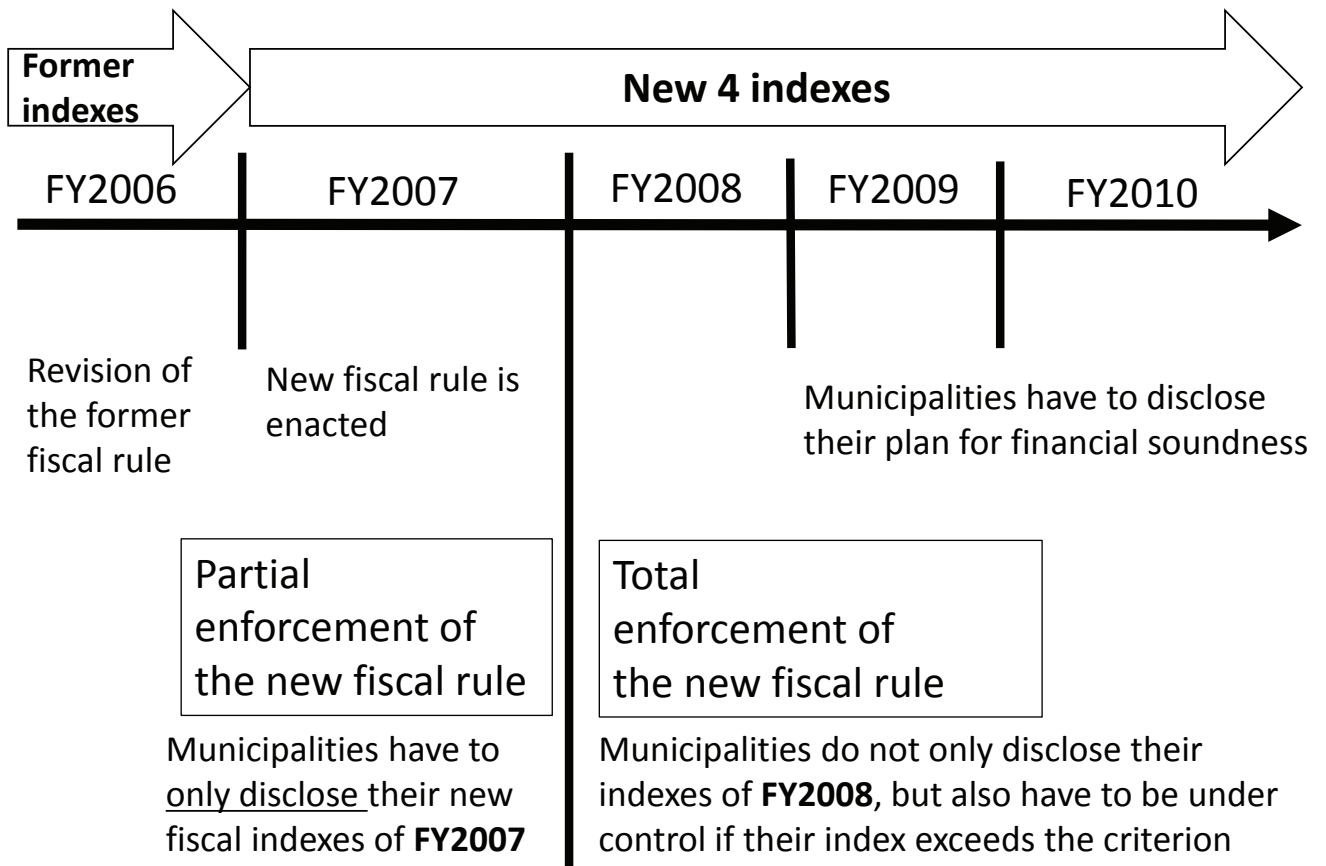 Former
indexes
New 4 indexes
FY2006
FY2007
FY2008
FY2009
FY2010
Revision of
the former
fiscal rule
New fiscal rule is
enacted
Municipalities have to disclose
their plan for financial soundness
Partial
enforcement of
the new fiscal rule
Total
enforcement of
the new fiscal rule
Municipalities have to
only disclose their new
fiscal indexes of FY2007
Municipalities do not only disclose their
indexes of FY2008, but also have to be under
control if their index exceeds the criterion